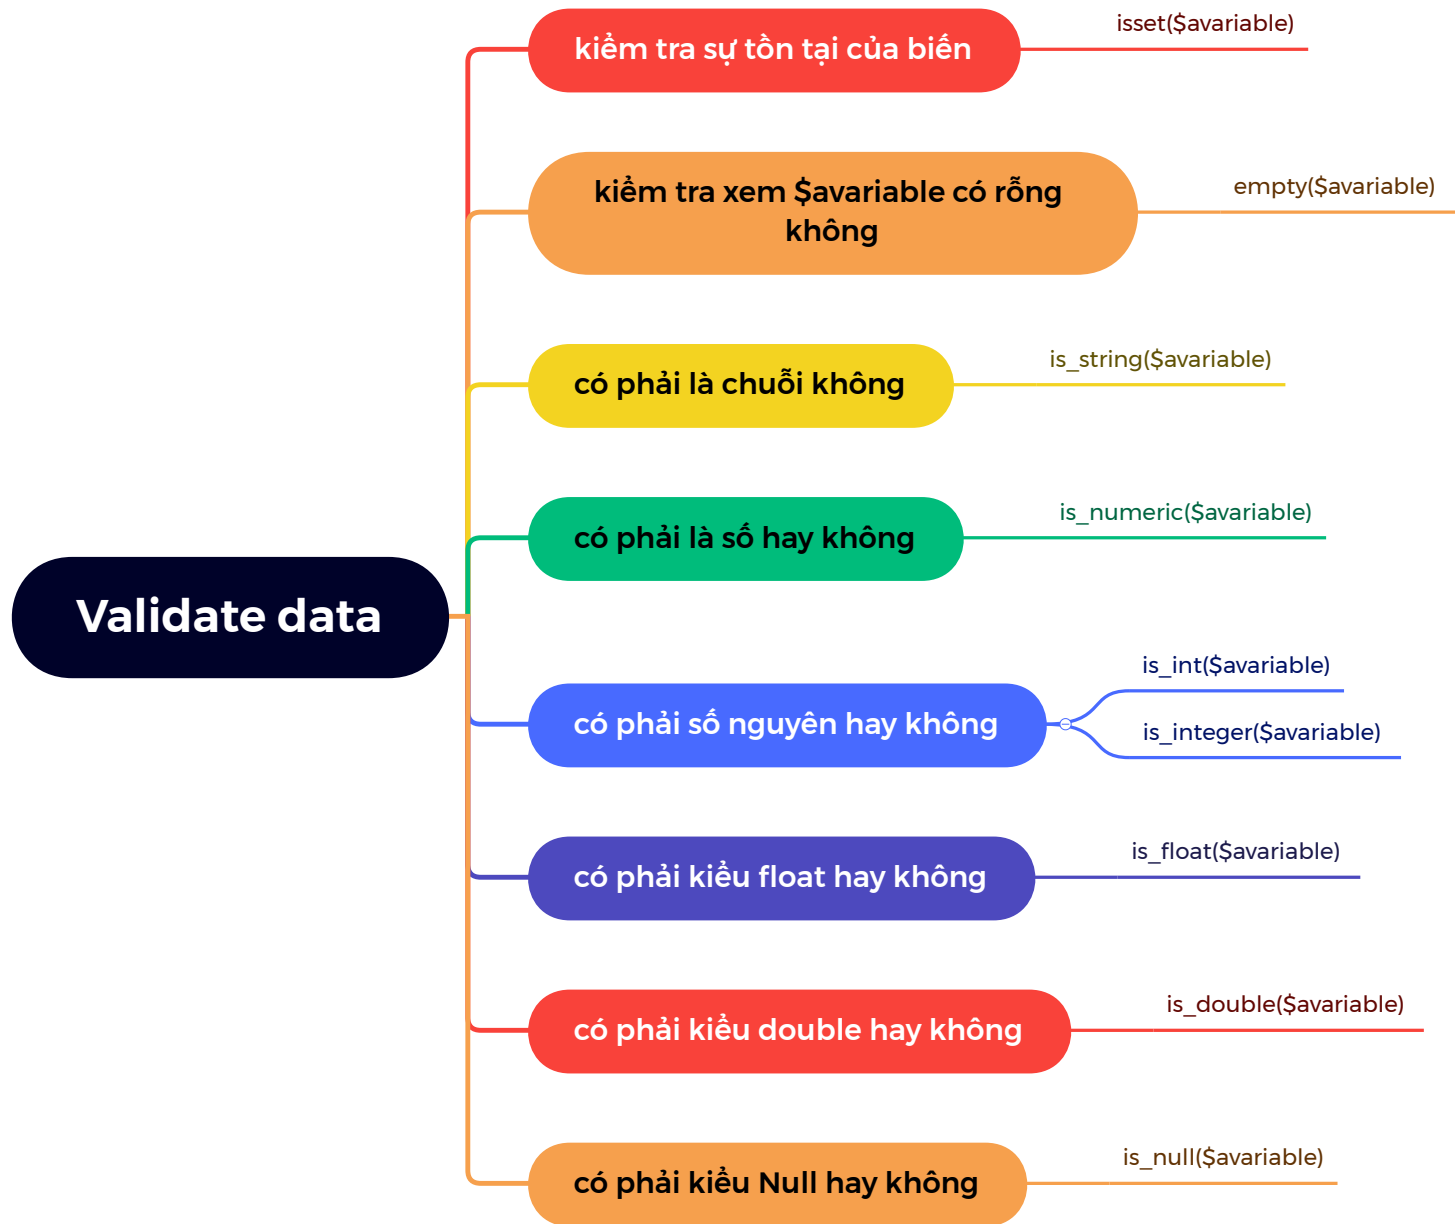 kiểm tra sự tồn tại của biến
isset($avariable)
kiểm tra xem $avariable có rỗng
không
empty($avariable)
có phải là chuỗi không
is_string($avariable)
có phải là số hay không
is_numeric($avariable)
Validate data
có phải số nguyên hay không
is_int($avariable)
is_integer($avariable)
có phải kiểu float hay không
is_float($avariable)
có phải kiểu double hay không
is_double($avariable)
có phải kiểu Null hay không
is_null($avariable)